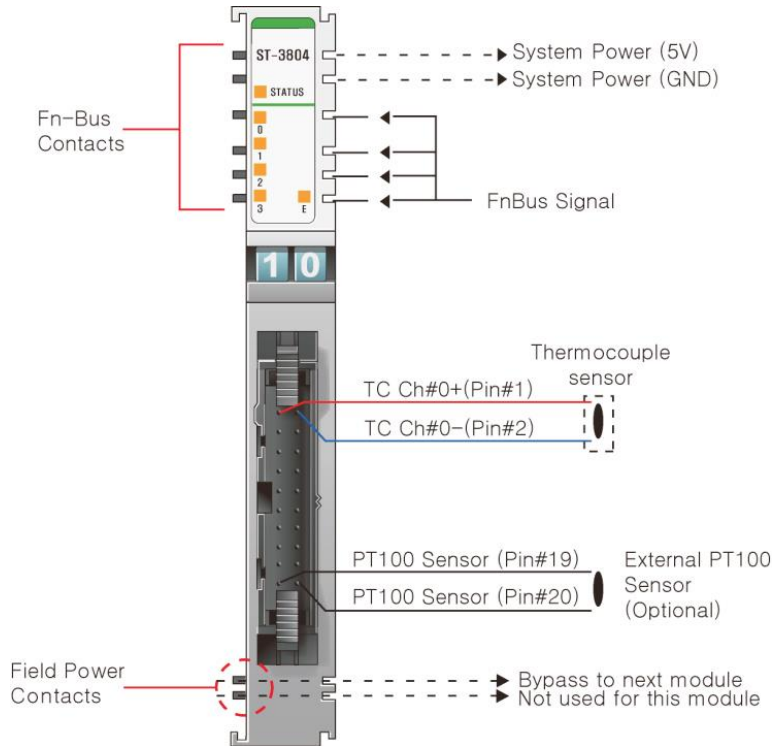 ST-3804
STATUS
0
1
2
3 E
10
Fn-Bus
Contacts
System Power (5V)
System Power (GND)
FnBus Signal
Thermocouple
sensor
TC Ch#0+(Pin#1)
TC Ch#0-(Pin#2)
PT100 Sensor (Pin#19)
PT100 Sensor (Pin#20)
External PT100
Sensor
(Optional)
Field Power
Contacts
Bypass to next module
Not used for this module